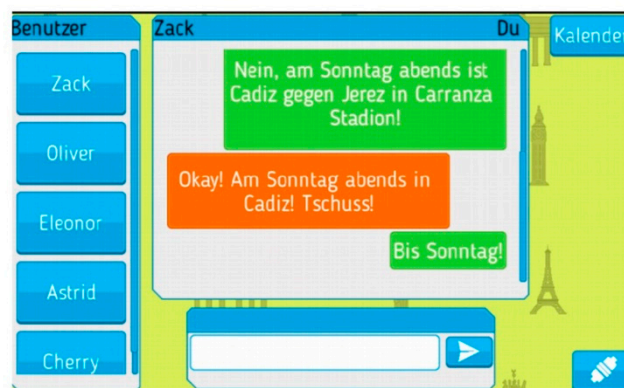 Benutzer
Zack
Du
Kalender
Zack
Oliver
Eleonor
Astrid
Cherry
Nein, am Sonntag abends ist
Cadiz gegen Jerez in Carranza
Stadion!
Okay! Am Sonntag abends in
Cadiz! Tschuss!
Bis Sonntag!